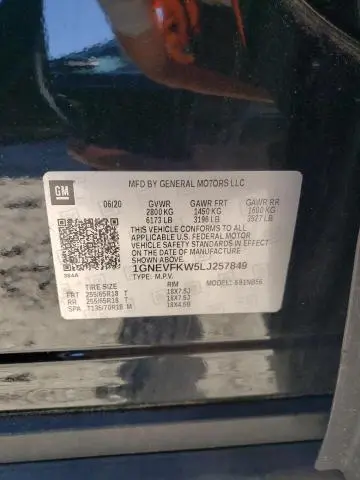 GM
MFD BY GENERAL MOTORS LLC
06/20 GVWR GAWR FRT GAWR RR
2800 KG 1450 KG 1600 KG
6173 LB 3196 LB 3527 LB
THIS VEHICLE CONFORMS TO ALL
APPLICABLE U.S. FEDERAL MOTOR
VEHICLE SAFETY STANDARDS IN
EFFECT ON THE DATE OF
MANUFACTURE SHOWN ABOVE.
1GNEVFKW5LJ257849
TYPE: M.P.V.
TIRE SIZE RIM MODEL:
FRT 255/65R18 T 18X7.5J
RR 255/65R18 T 18X7.5J
SPA T135/70R18 M 18X4.5B